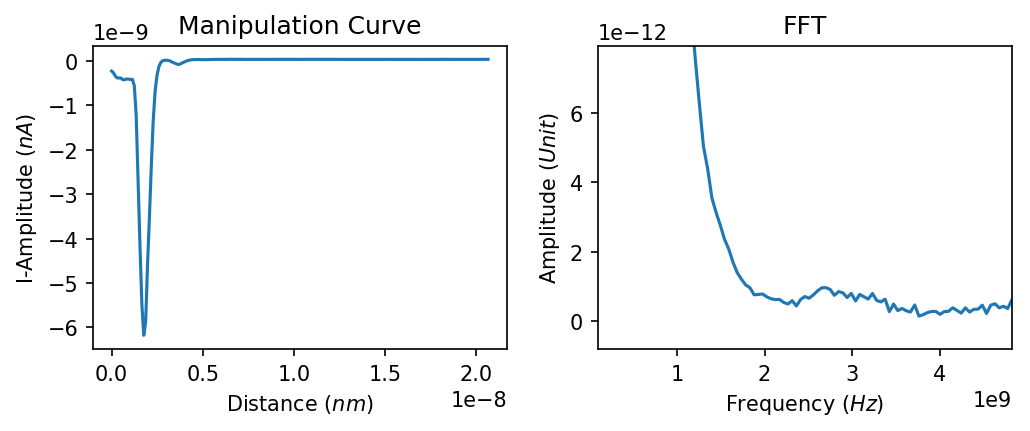 Manipulation Curve
1e−9
I-Amplitude (nA)
0
−1
−2
−3
−4
−5
−6
0.0 0.5 1.0 1.5 2.0
1e−8
Distance (nm)
FFT
1e−12
Amplitude (Unit)
6
4
2
0
1 2 3 4
1e9
Frequency (Hz)